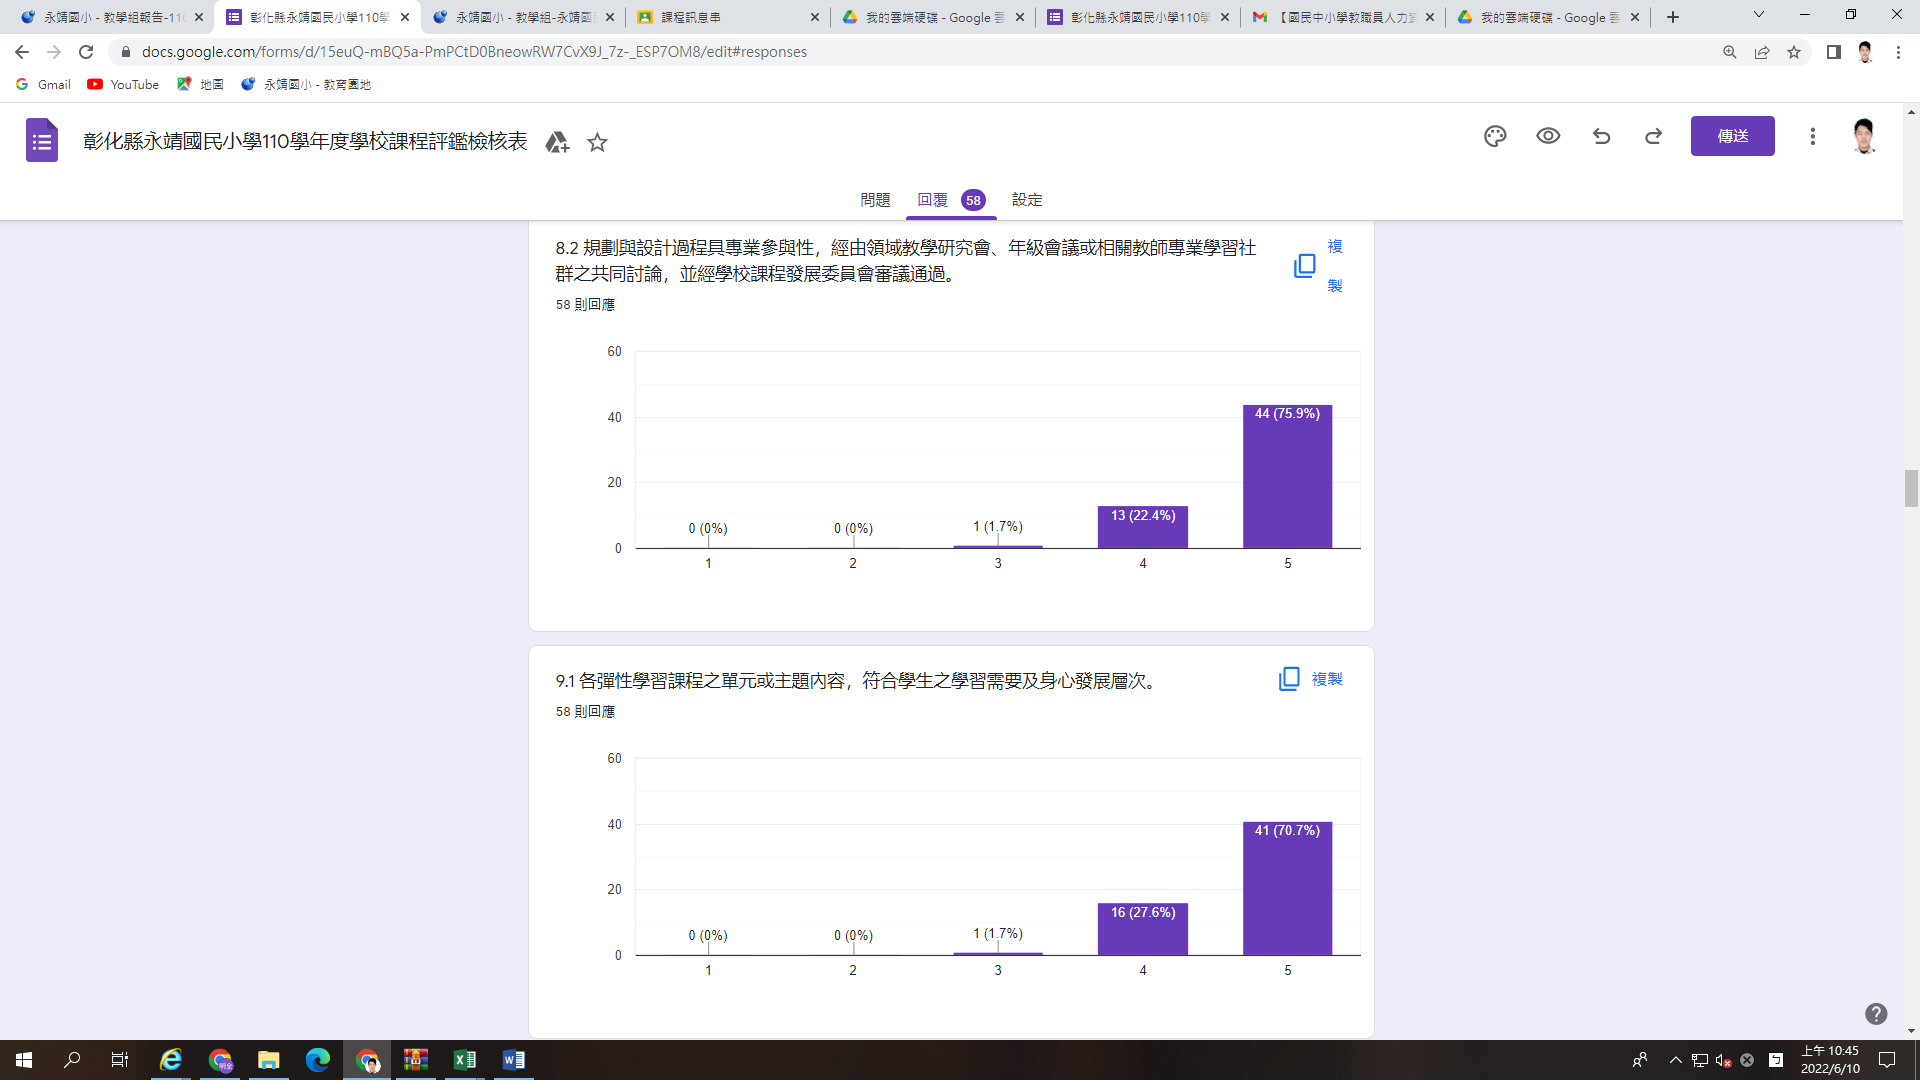 永靖國小 - 教學組報告-110
彰化縣永靖國民小學110學
永靖國小 - 教學組-永靖國
課程訊息串
我的雲端硬碟 - Google 雲
彰化縣永靖國民小學110學
【國民中小學教職員人力資
我的雲端硬碟 - Google 雲
docs.google.com/forms/d/15euQ-mBQ5a-PmPCtD0BneowRW7CvX9J_7z-_ESP7OM8/edit#responses
Gmail
YouTube
地圖
永靖國小 - 教育園地
彰化縣永靖國民小學110學年度學校課程評鑑檢核表
傳送
問題
回覆 58
設定
8.2 規劃與設計過程具專業參與性，經由領域教學研究會、年級會議或相關教師專業學習社
群之共同討論，並經學校課程發展委員會審議通過。
複
製
58 則回應
60
40
20
0
0 (0%)
0 (0%)
1 (1.7%)
13 (22.4%)
44 (75.9%)
1
2
3
4
5
9.1 各彈性學習課程之單元或主題內容，符合學生之學習需要及身心發展層次。
複製
58 則回應
60
40
20
0
0 (0%)
0 (0%)
1 (1.7%)
16 (27.6%)
41 (70.7%)
1
2
3
4
5
上午 10:45
2022/6/10